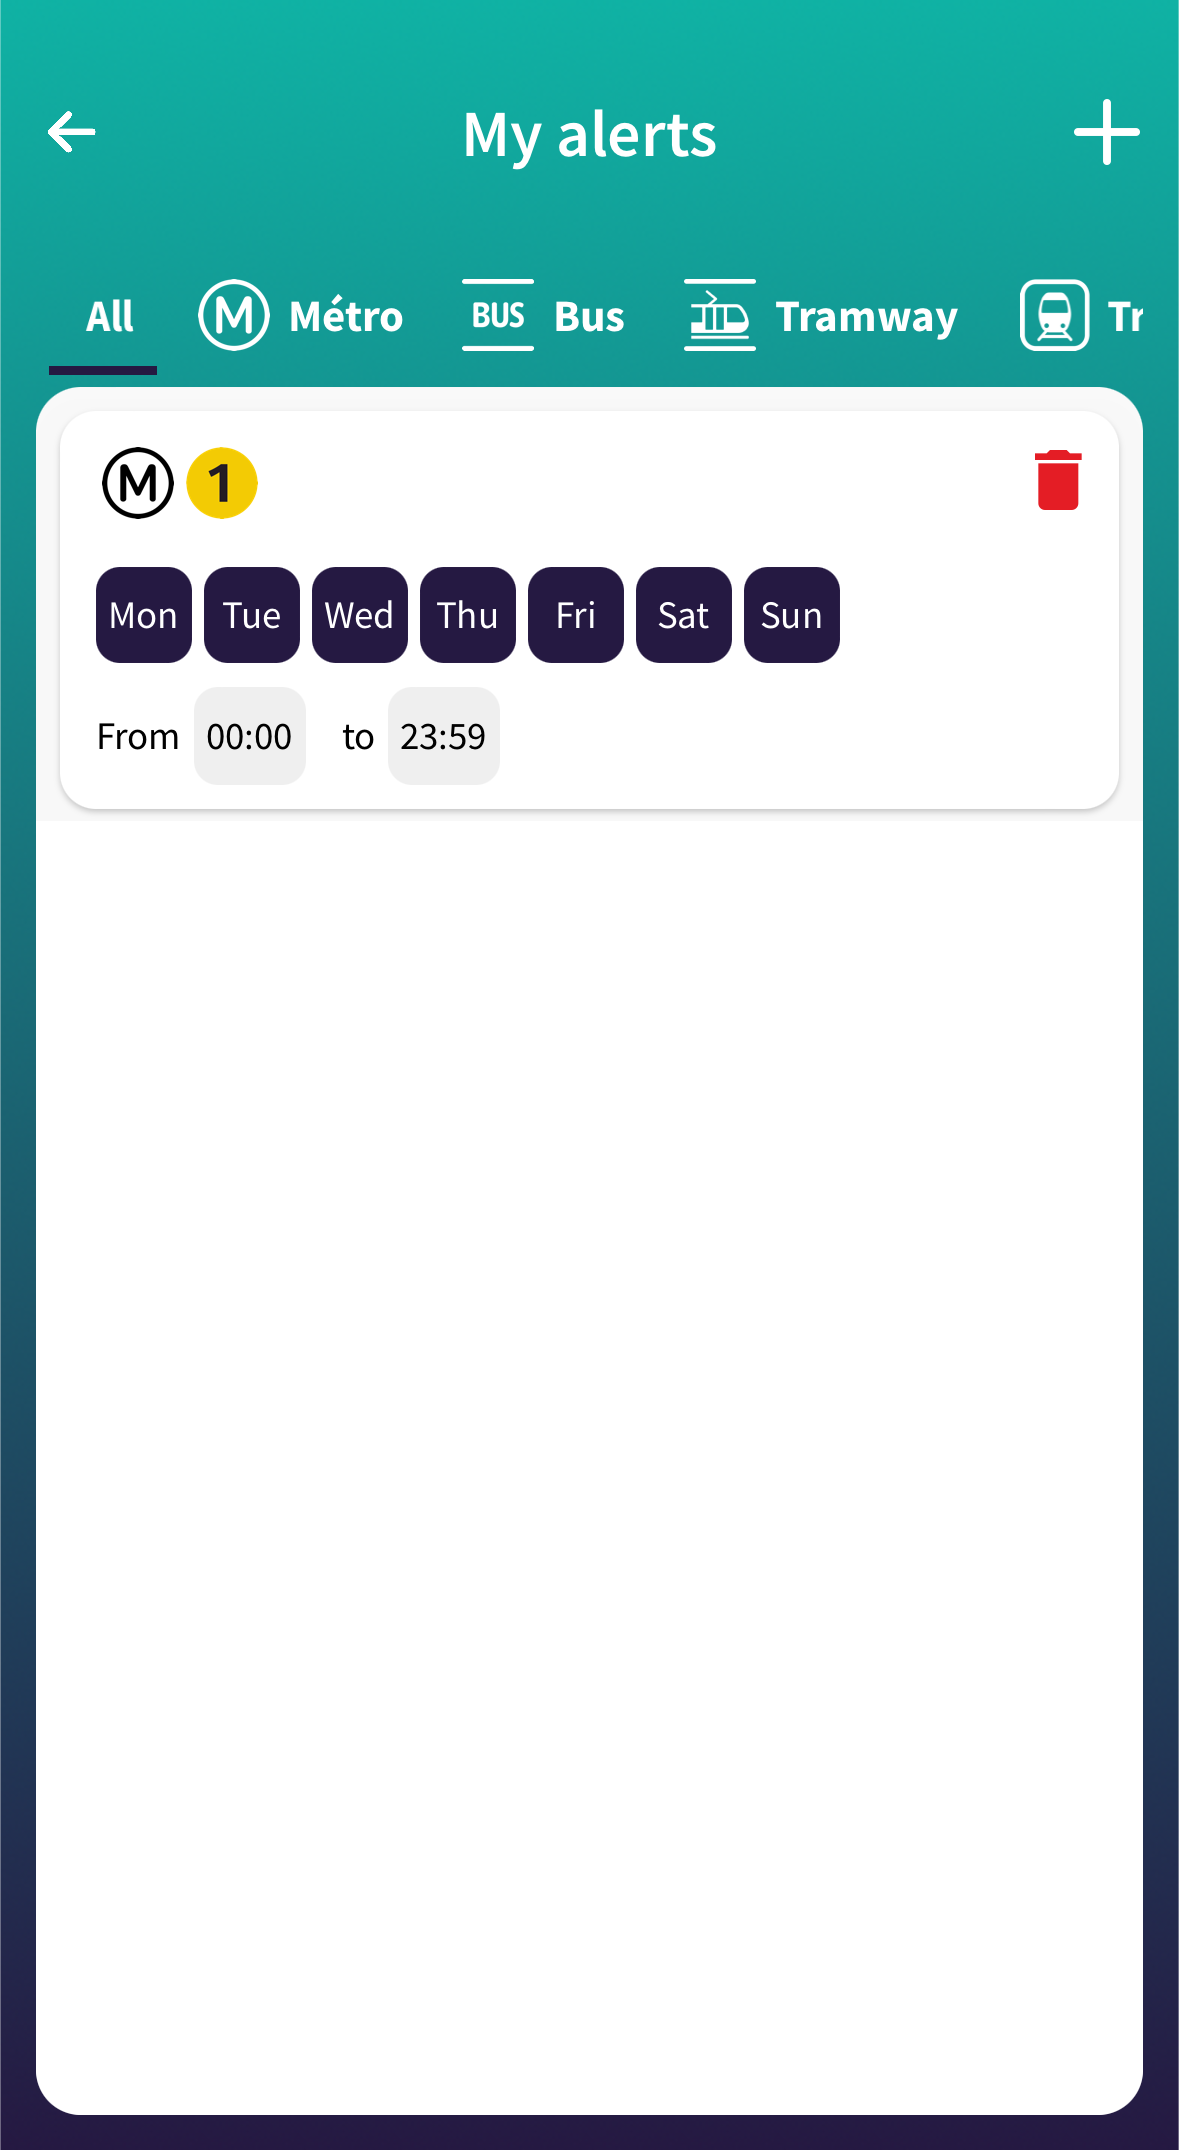 My alerts
All M Métro BUS Bus Tramway Tr
M 1
Mon Tue Wed Thu Fri Sat Sun
From 00:00 to 23:59